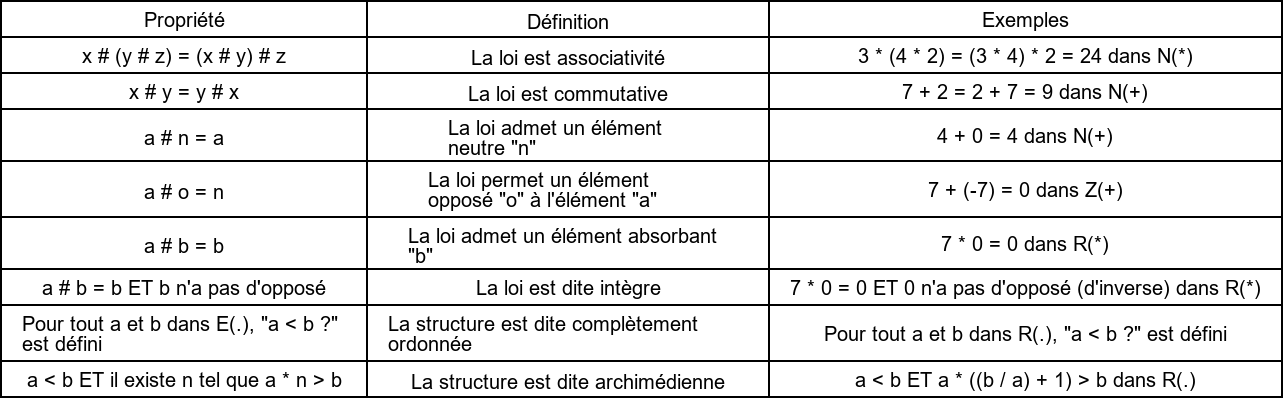 Propriété
Définition
Exemples
x # (y # z) = (x # y) # z
La loi est associativité
3 * (4 * 2) = (3 * 4) * 2 = 24 dans N(*)
x # y = y # x
La loi est commutative
7 + 2 = 2 + 7 = 9 dans N(+)
a # n = a
La loi admet un élément
neutre "n"
4 + 0 = 4 dans N(+)
a # o = n
La loi permet un élément
opposé "o" à l'élément "a"
7 + (-7) = 0 dans Z(+)
a # b = b
La loi admet un élément absorbant
"b"
7 * 0 = 0 dans R(*)
a # b = b ET b n'a pas d'opposé
La loi est dite intègre
7 * 0 = 0 ET 0 n'a pas d'opposé (d'inverse) dans R(*)
Pour tout a et b dans E(.), "a < b ?"
est défini
La structure est dite complètement
ordonnée
Pour tout a et b dans R(.), "a < b ?" est défini
a < b ET il existe n tel que a * n > b
La structure est dite archimédienne
a < b ET a * ((b / a) + 1) > b dans R(.)